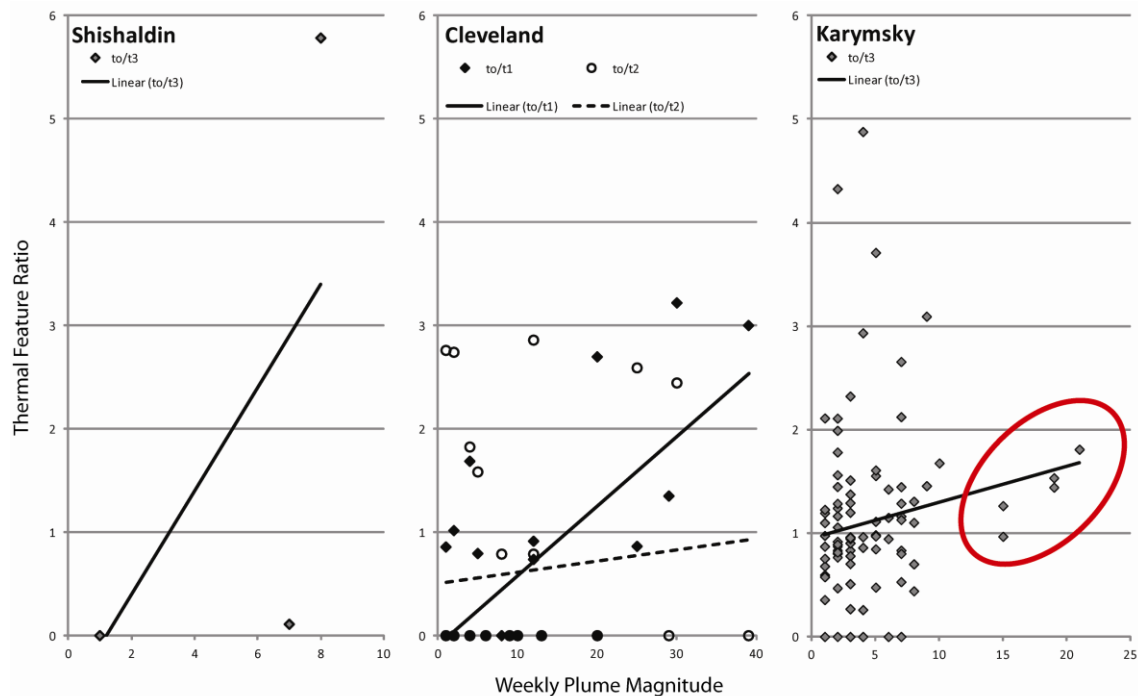 Shishaldin
to/t3
Linear (to/t3)
Cleveland
to/t1
to/t2
Linear (to/t1)
Linear (to/t2)
Karymsky
to/t3
Linear (to/t3)
Thermal Feature Ratio
6
5
4
3
2
1
0
0 2 4 6 8 10
6
5
4
3
2
1
0
0 10 20 30 40
6
5
4
3
2
1
0
0 5 10 15 20 25
Weekly Plume Magnitude